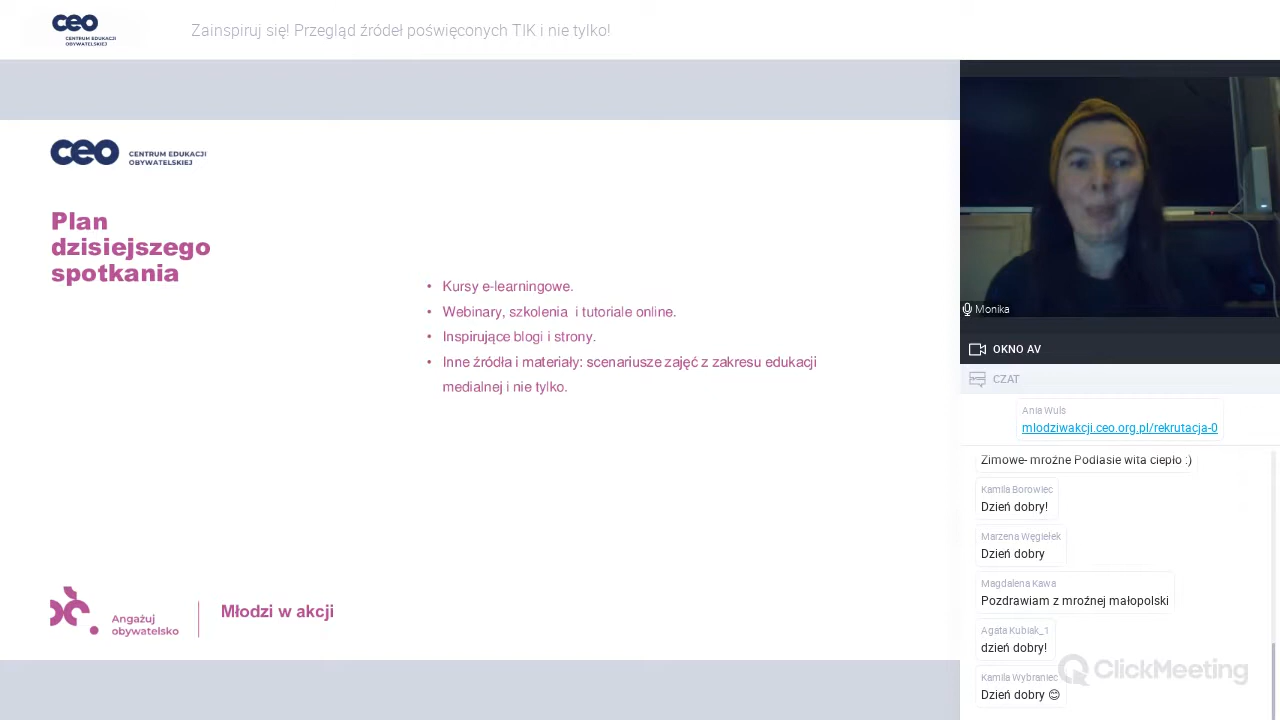 ceo
CENTRUM EDUKACJI
OBYWATELSKIEJ
Zainspiruj się! Przegląd źródeł poświęconych TIK i nie tylko!
ceo
CENTRUM EDUKACJI
OBYWATELSKIEJ
Plan
dzisiejszego
spotkania
• Kursy e-learningowe.
• Webinary, szkolenia i tutoriale online.
• Inspirujące blogi i strony.
• Inne źródła i materiały: scenariusze zajęć z zakresu edukacji
medialnej i nie tylko.
Angażuj
obywatelsko
Młodzi w akcji
Monika
OKNO AV
CZAT
Ania Wuls
mlodziwakcji.ceo.org.pl/rekrutacja-0
Zimowe- mroźne Podlasie wita ciepło :)
Kamila Borowiec
Dzień dobry!
Marzena Węgiełek
Dzień dobry
Magdalena Kawa
Pozdrawiam z mroźnej małopolski
Agata Kubiak_1
dzień dobry!
Kamila Wybraniec
Dzień dobry 😊
ClickMeeting